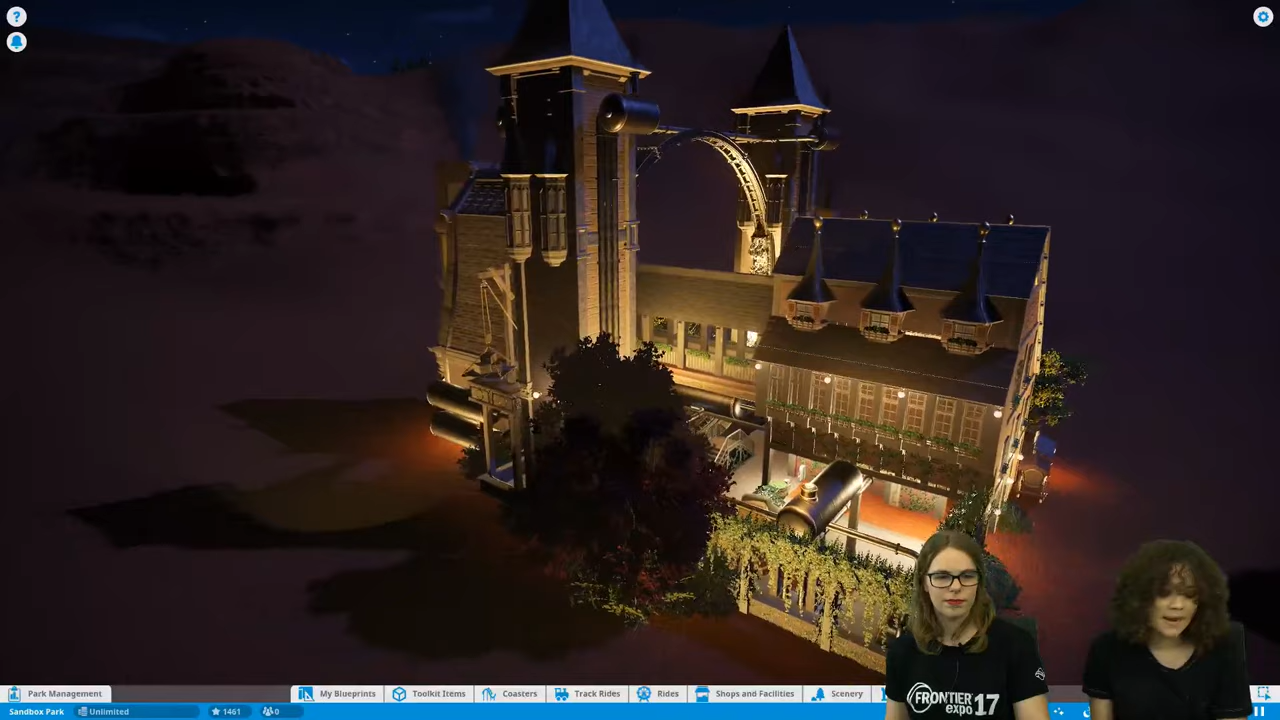 ?
Park Management
My Blueprints
Toolkit Items
Coasters
Track Rides
Rides
Shops and Facilities
Scenery
Sandbox Park
Unlimited
1461
0
FRONTIER
expo 17